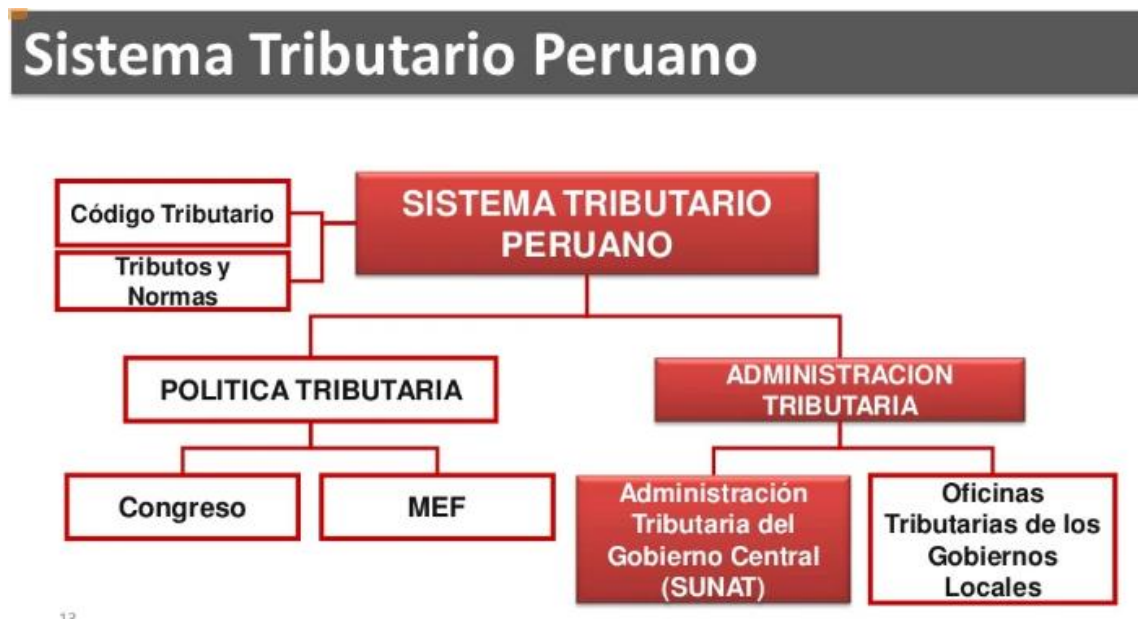 Sistema Tributario Peruano
Código Tributario
Tributos y
Normas
SISTEMA TRIBUTARIO
PERUANO
POLITICA TRIBUTARIA
ADMINISTRACION
TRIBUTARIA
Congreso
MEF
Administración
Tributaria del
Gobierno Central
(SUNAT)
Oficinas
Tributarias de los
Gobiernos
Locales